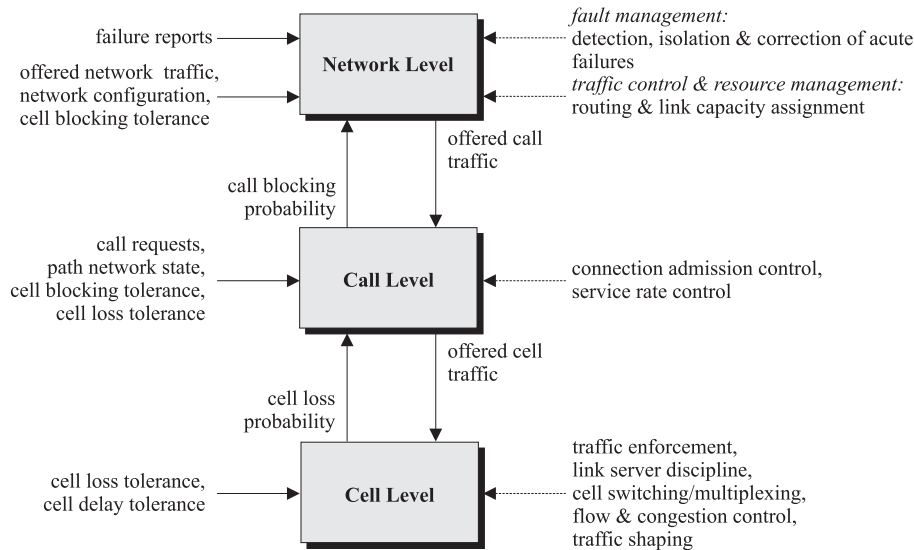 failure reports
offered network traffic,
network configuration,
cell blocking tolerance
Network Level
fault management:
detection, isolation & correction of acute
failures
traffic control & resource management:
routing & link capacity assignment
call blocking
probability
offered call
traffic
call requests,
path network state,
cell blocking tolerance,
cell loss tolerance
Call Level
connection admission control,
service rate control
cell loss
probability
offered cell
traffic
cell loss tolerance,
cell delay tolerance
Cell Level
traffic enforcement,
link server discipline,
cell switching/multiplexing,
flow & congestion control,
traffic shaping